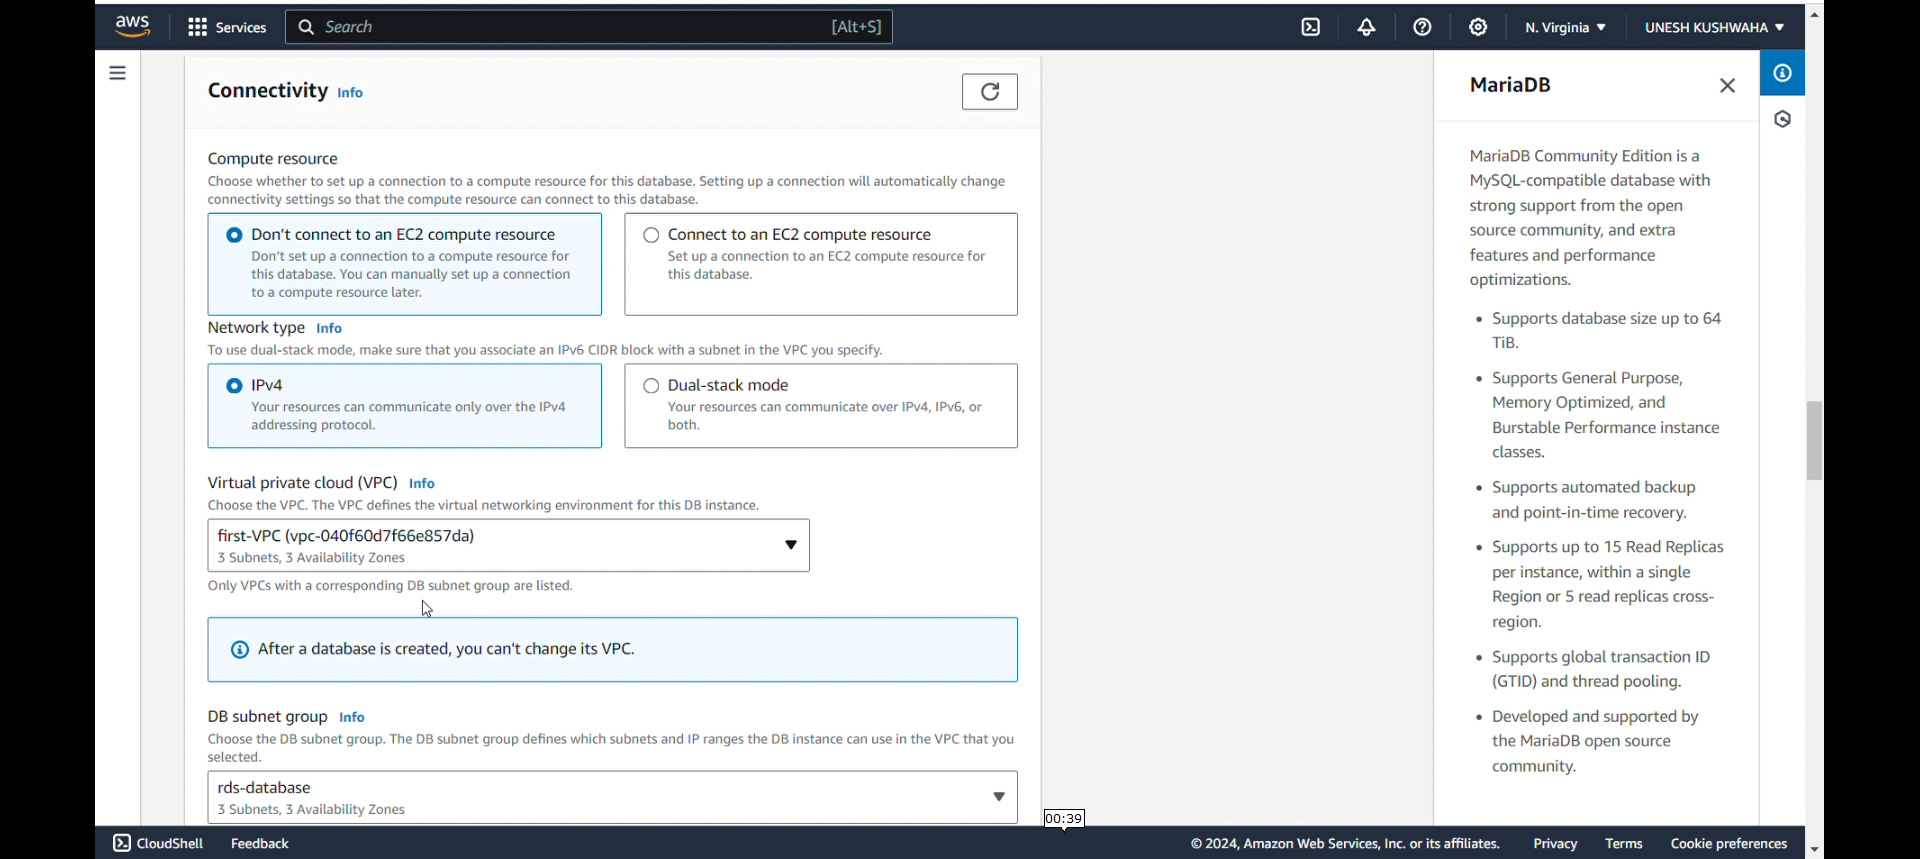 aws
Services
Search
[Alt+S]
N. Virginia
UNESH KUSHWAHA
Connectivity Info
Compute resource
Choose whether to set up a connection to a compute resource for this database. Setting up a connection will automatically change
connectivity settings so that the compute resource can connect to this database.
Don't connect to an EC2 compute resource
Don't set up a connection to a compute resource for
this database. You can manually set up a connection
to a compute resource later.
Connect to an EC2 compute resource
Set up a connection to an EC2 compute resource for
this database.
Network type Info
To use dual-stack mode, make sure that you associate an IPv6 CIDR block with a subnet in the VPC you specify.
IPv4
Your resources can communicate only over the IPv4
addressing protocol.
Dual-stack mode
Your resources can communicate over IPv4, IPv6, or
both.
Virtual private cloud (VPC) Info
Choose the VPC. The VPC defines the virtual networking environment for this DB instance.
first-VPC (vpc-040f60d7f66e857da)
3 Subnets, 3 Availability Zones
Only VPCs with a corresponding DB subnet group are listed.
After a database is created, you can't change its VPC.
DB subnet group Info
Choose the DB subnet group. The DB subnet group defines which subnets and IP ranges the DB instance can use in the VPC that you
selected.
rds-database
3 Subnets, 3 Availability Zones
MariaDB
MariaDB Community Edition is a
MySQL-compatible database with
strong support from the open
source community, and extra
features and performance
optimizations.
• Supports database size up to 64
TiB.
• Supports General Purpose,
Memory Optimized, and
Burstable Performance instance
classes.
• Supports automated backup
and point-in-time recovery.
• Supports up to 15 Read Replicas
per instance, within a single
Region or 5 read replicas cross-
region.
• Supports global transaction ID
(GTID) and thread pooling.
• Developed and supported by
the MariaDB open source
community.
00:39
CloudShell
Feedback
© 2024, Amazon Web Services, Inc. or its affiliates.
Privacy
Terms
Cookie preferences